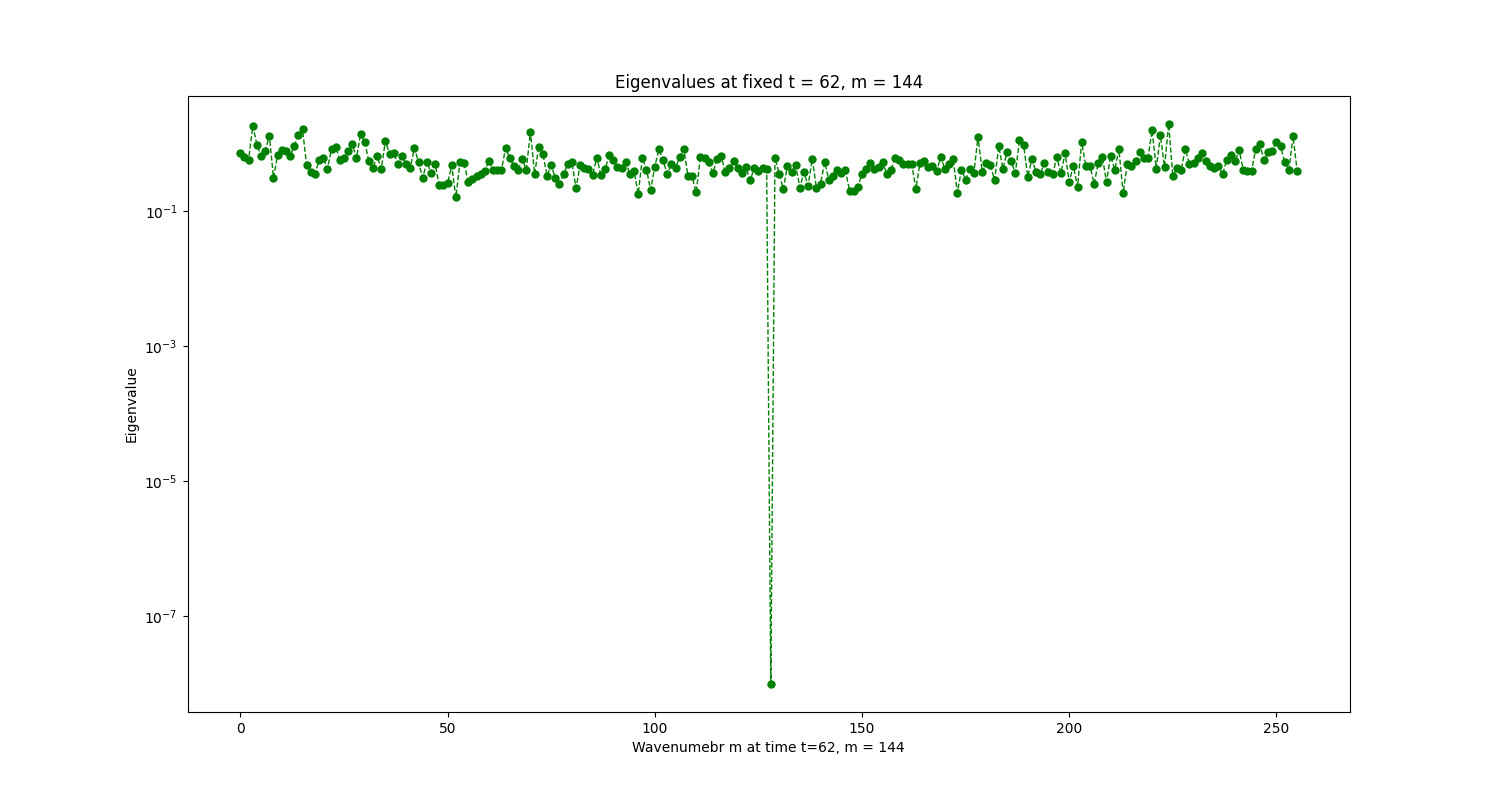 Eigenvalues at fixed t = 62, m = 144
Eigenvalue
10⁻¹
10⁻³
10⁻⁵
10⁻⁷
0 50 100 150 200 250
Wavenumebr m at time t=62, m = 144